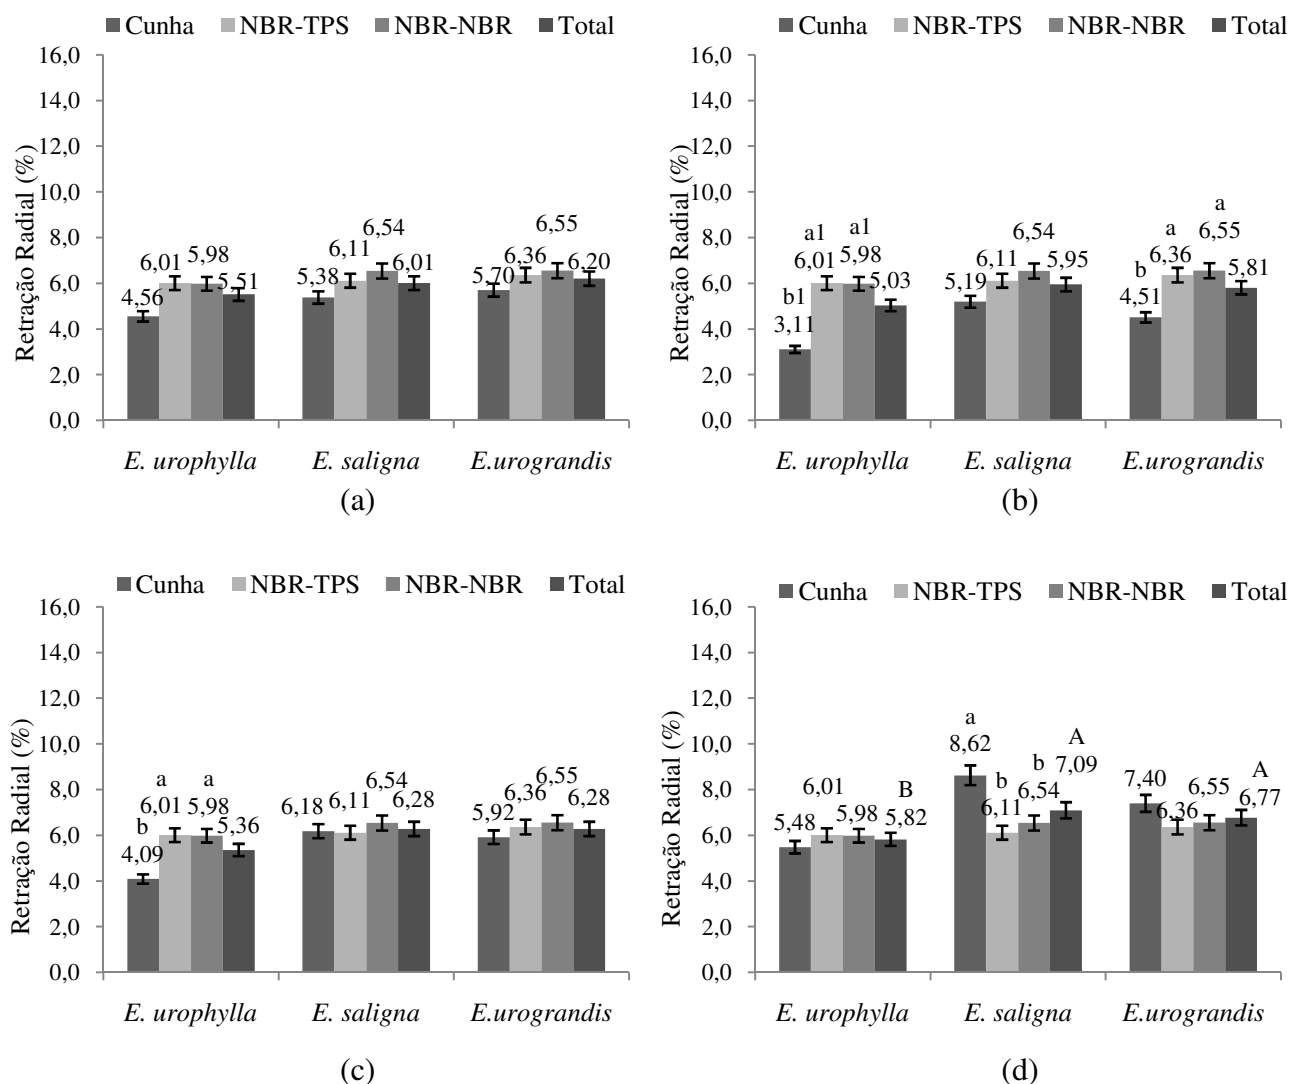 Cunha NBR-TPS NBR-NBR Total
16,0
14,0
12,0
10,0
8,0
6,0
4,0
2,0
0,0
Retração Radial (%)
4,56 6,01 5,98 5,51
5,38 6,11 6,54 6,01
5,70 6,36 6,55 6,20
E. urophylla E. saligna E.urograndis
(a)
Cunha NBR-TPS NBR-NBR Total
16,0
14,0
12,0
10,0
8,0
6,0
4,0
2,0
0,0
Retração Radial (%)
b1 a1 a1
3,11 6,01 5,98 5,03
5,19 6,11 6,54 5,95
b a a
4,51 6,36 6,55 5,81
E. urophylla E. saligna E.urograndis
(b)
Cunha NBR-TPS NBR-NBR Total
16,0
14,0
12,0
10,0
8,0
6,0
4,0
2,0
0,0
Retração Radial (%)
b a a
4,09 6,01 5,98 5,36
6,18 6,11 6,54 6,28
5,92 6,36 6,55 6,28
E. urophylla E. saligna E.urograndis
(c)
Cunha NBR-TPS NBR-NBR Total
16,0
14,0
12,0
10,0
8,0
6,0
4,0
2,0
0,0
Retração Radial (%)
B
5,48 6,01 5,98 5,82
a b b A
8,62 6,11 6,54 7,09
A
7,40 6,36 6,55 6,77
E. urophylla E. saligna E.urograndis
(d)